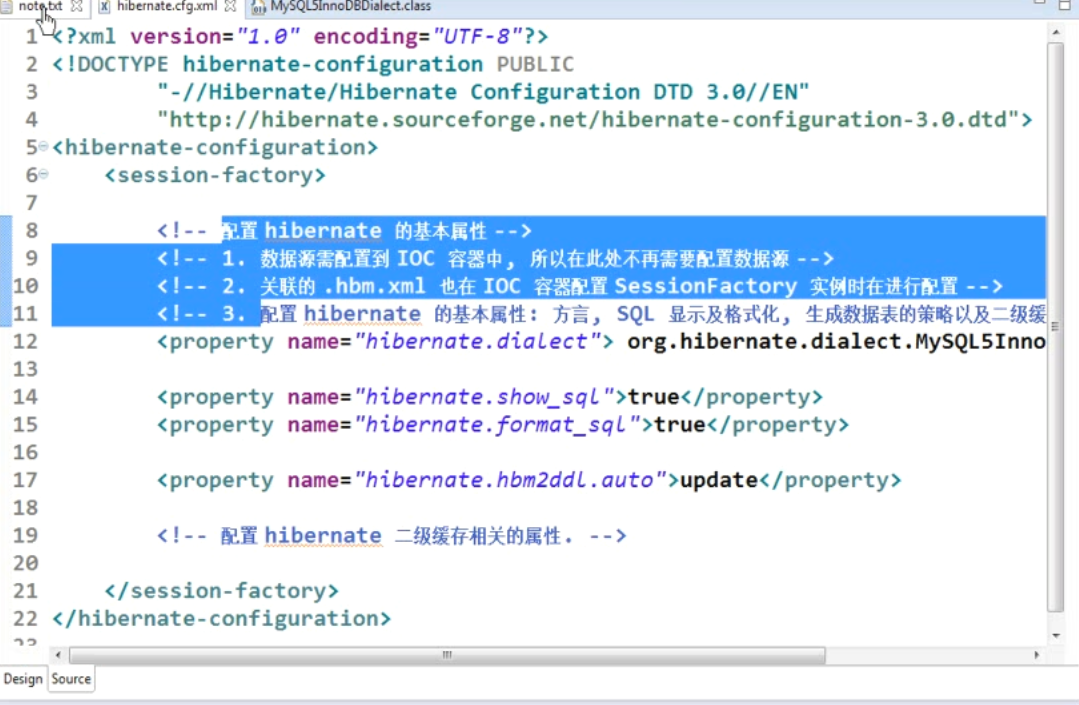 note.txt hibernate.cfg.xml MySQL5InnoDBDialect.class
1 <?xml version="1.0" encoding="UTF-8"?>
2 <!DOCTYPE hibernate-configuration PUBLIC
3 "-//Hibernate/Hibernate Configuration DTD 3.0//EN"
4 "http://hibernate.sourceforge.net/hibernate-configuration-3.0.dtd">
5 <hibernate-configuration>
6 <session-factory>
7
8 <!-- 配置 hibernate 的基本属性 -->
9 <!-- 1. 数据源需配置到 IOC 容器中, 所以在此处不再需要配置数据源 -->
10 <!-- 2. 关联的 .hbm.xml 也在 IOC 容器配置 SessionFactory 实例时在进行配置 -->
11 <!-- 3. 配置 hibernate 的基本属性: 方言, SQL 显示及格式化, 生成数据表的策略以及二级缓
12 <property name="hibernate.dialect"> org.hibernate.dialect.MySQL5Inno
13
14 <property name="hibernate.show_sql">true</property>
15 <property name="hibernate.format_sql">true</property>
16
17 <property name="hibernate.hbm2ddl.auto">update</property>
18
19 <!-- 配置 hibernate 二级缓存相关的属性. -->
20
21 </session-factory>
22 </hibernate-configuration>
23
Design Source